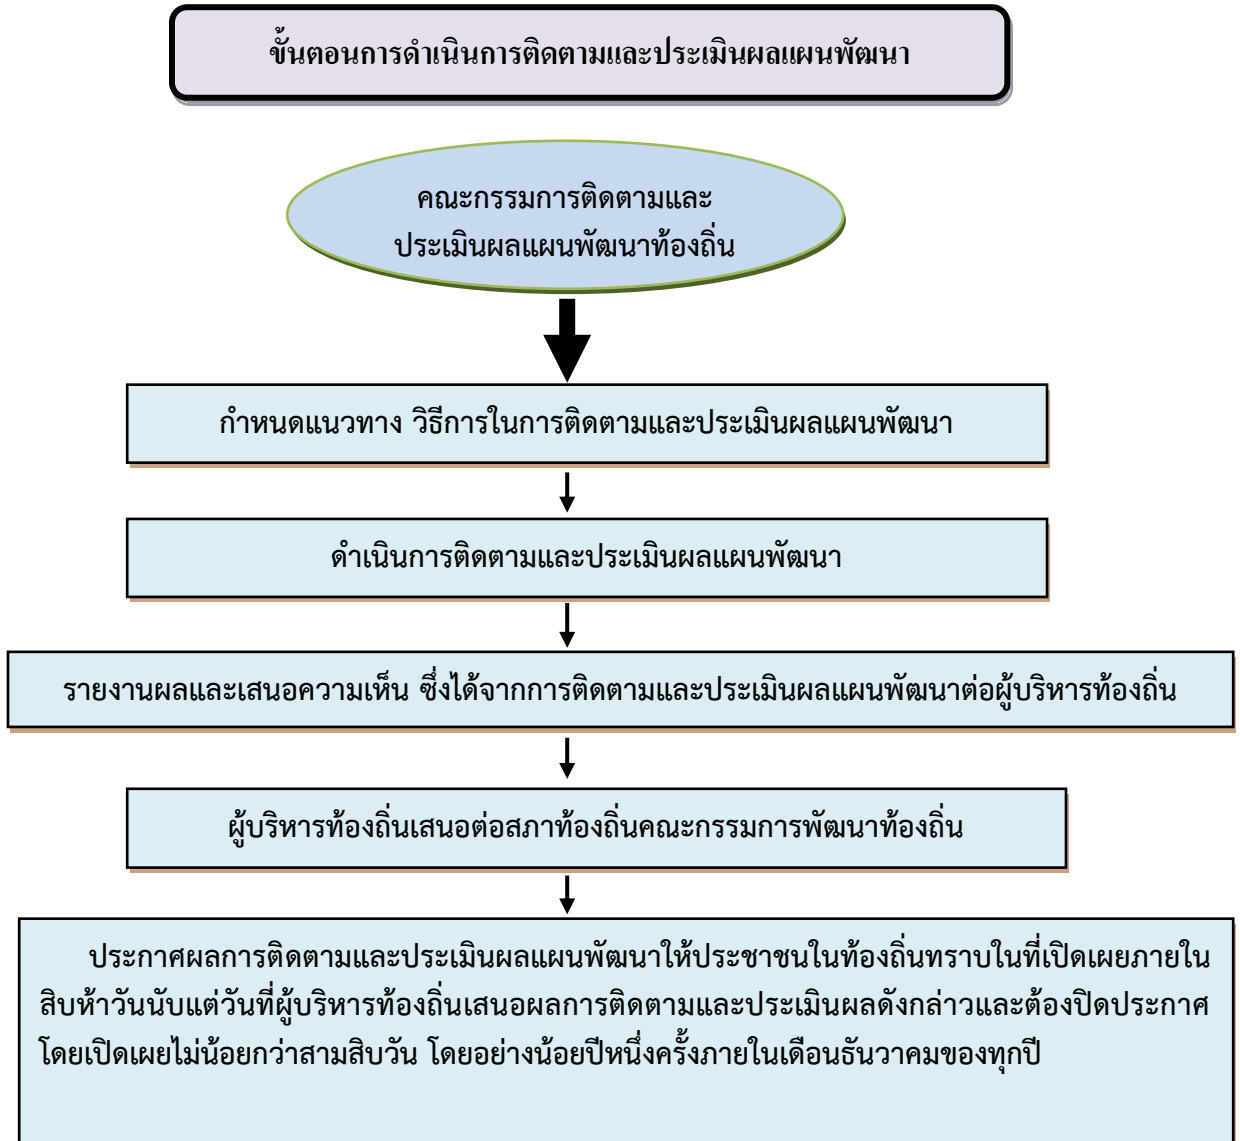 ขั้นตอนการดำเนินการติดตามและประเมินผลแผนพัฒนา
คณะกรรมการติดตามและ
ประเมินผลแผนพัฒนาท้องถิ่น
กำหนดแนวทาง วิธีการในการติดตามและประเมินผลแผนพัฒนา
ดำเนินการติดตามและประเมินผลแผนพัฒนา
รายงานผลและเสนอความเห็น ซึ่งได้จากการติดตามและประเมินผลแผนพัฒนาต่อผู้บริหารท้องถิ่น
ผู้บริหารท้องถิ่นเสนอต่อสภาท้องถิ่นคณะกรรมการพัฒนาท้องถิ่น
ประกาศผลการติดตามและประเมินผลแผนพัฒนาให้ประชาชนในท้องถิ่นทราบในที่เปิดเผยภายใน
สิบห้าวันนับแต่วันที่ผู้บริหารท้องถิ่นเสนอผลการติดตามและประเมินผลดังกล่าวและต้องปิดประกาศ
โดยเปิดเผยไม่น้อยกว่าสามสิบวัน โดยอย่างน้อยปีหนึ่งครั้งภายในเดือนธันวาคมของทุกปี